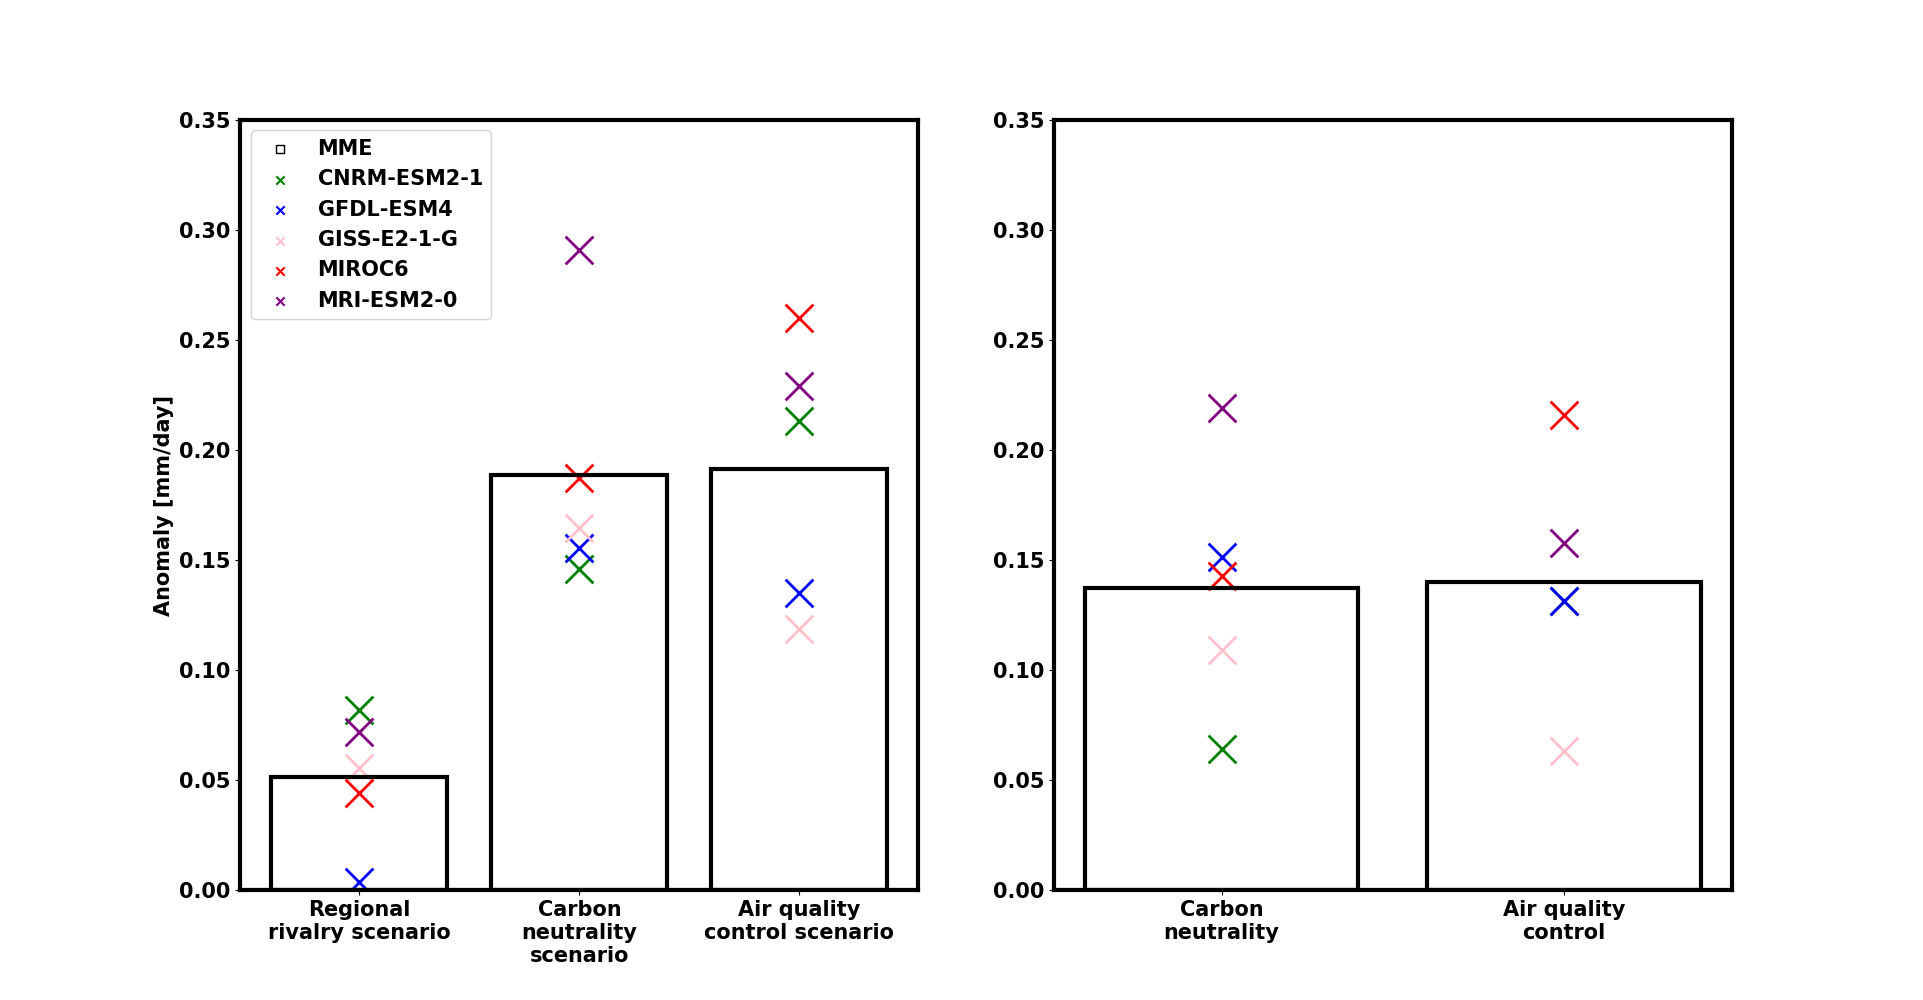 0.35
0.30
0.25
0.20
0.15
0.10
0.05
0.00
Anomaly [mm/day]
MME
CNRM-ESM2-1
GFDL-ESM4
GISS-E2-1-G
MIROC6
MRI-ESM2-0
Regional
rivalry scenario
Carbon
neutrality
scenario
Air quality
control scenario
0.35
0.30
0.25
0.20
0.15
0.10
0.05
0.00
Carbon
neutrality
Air quality
control